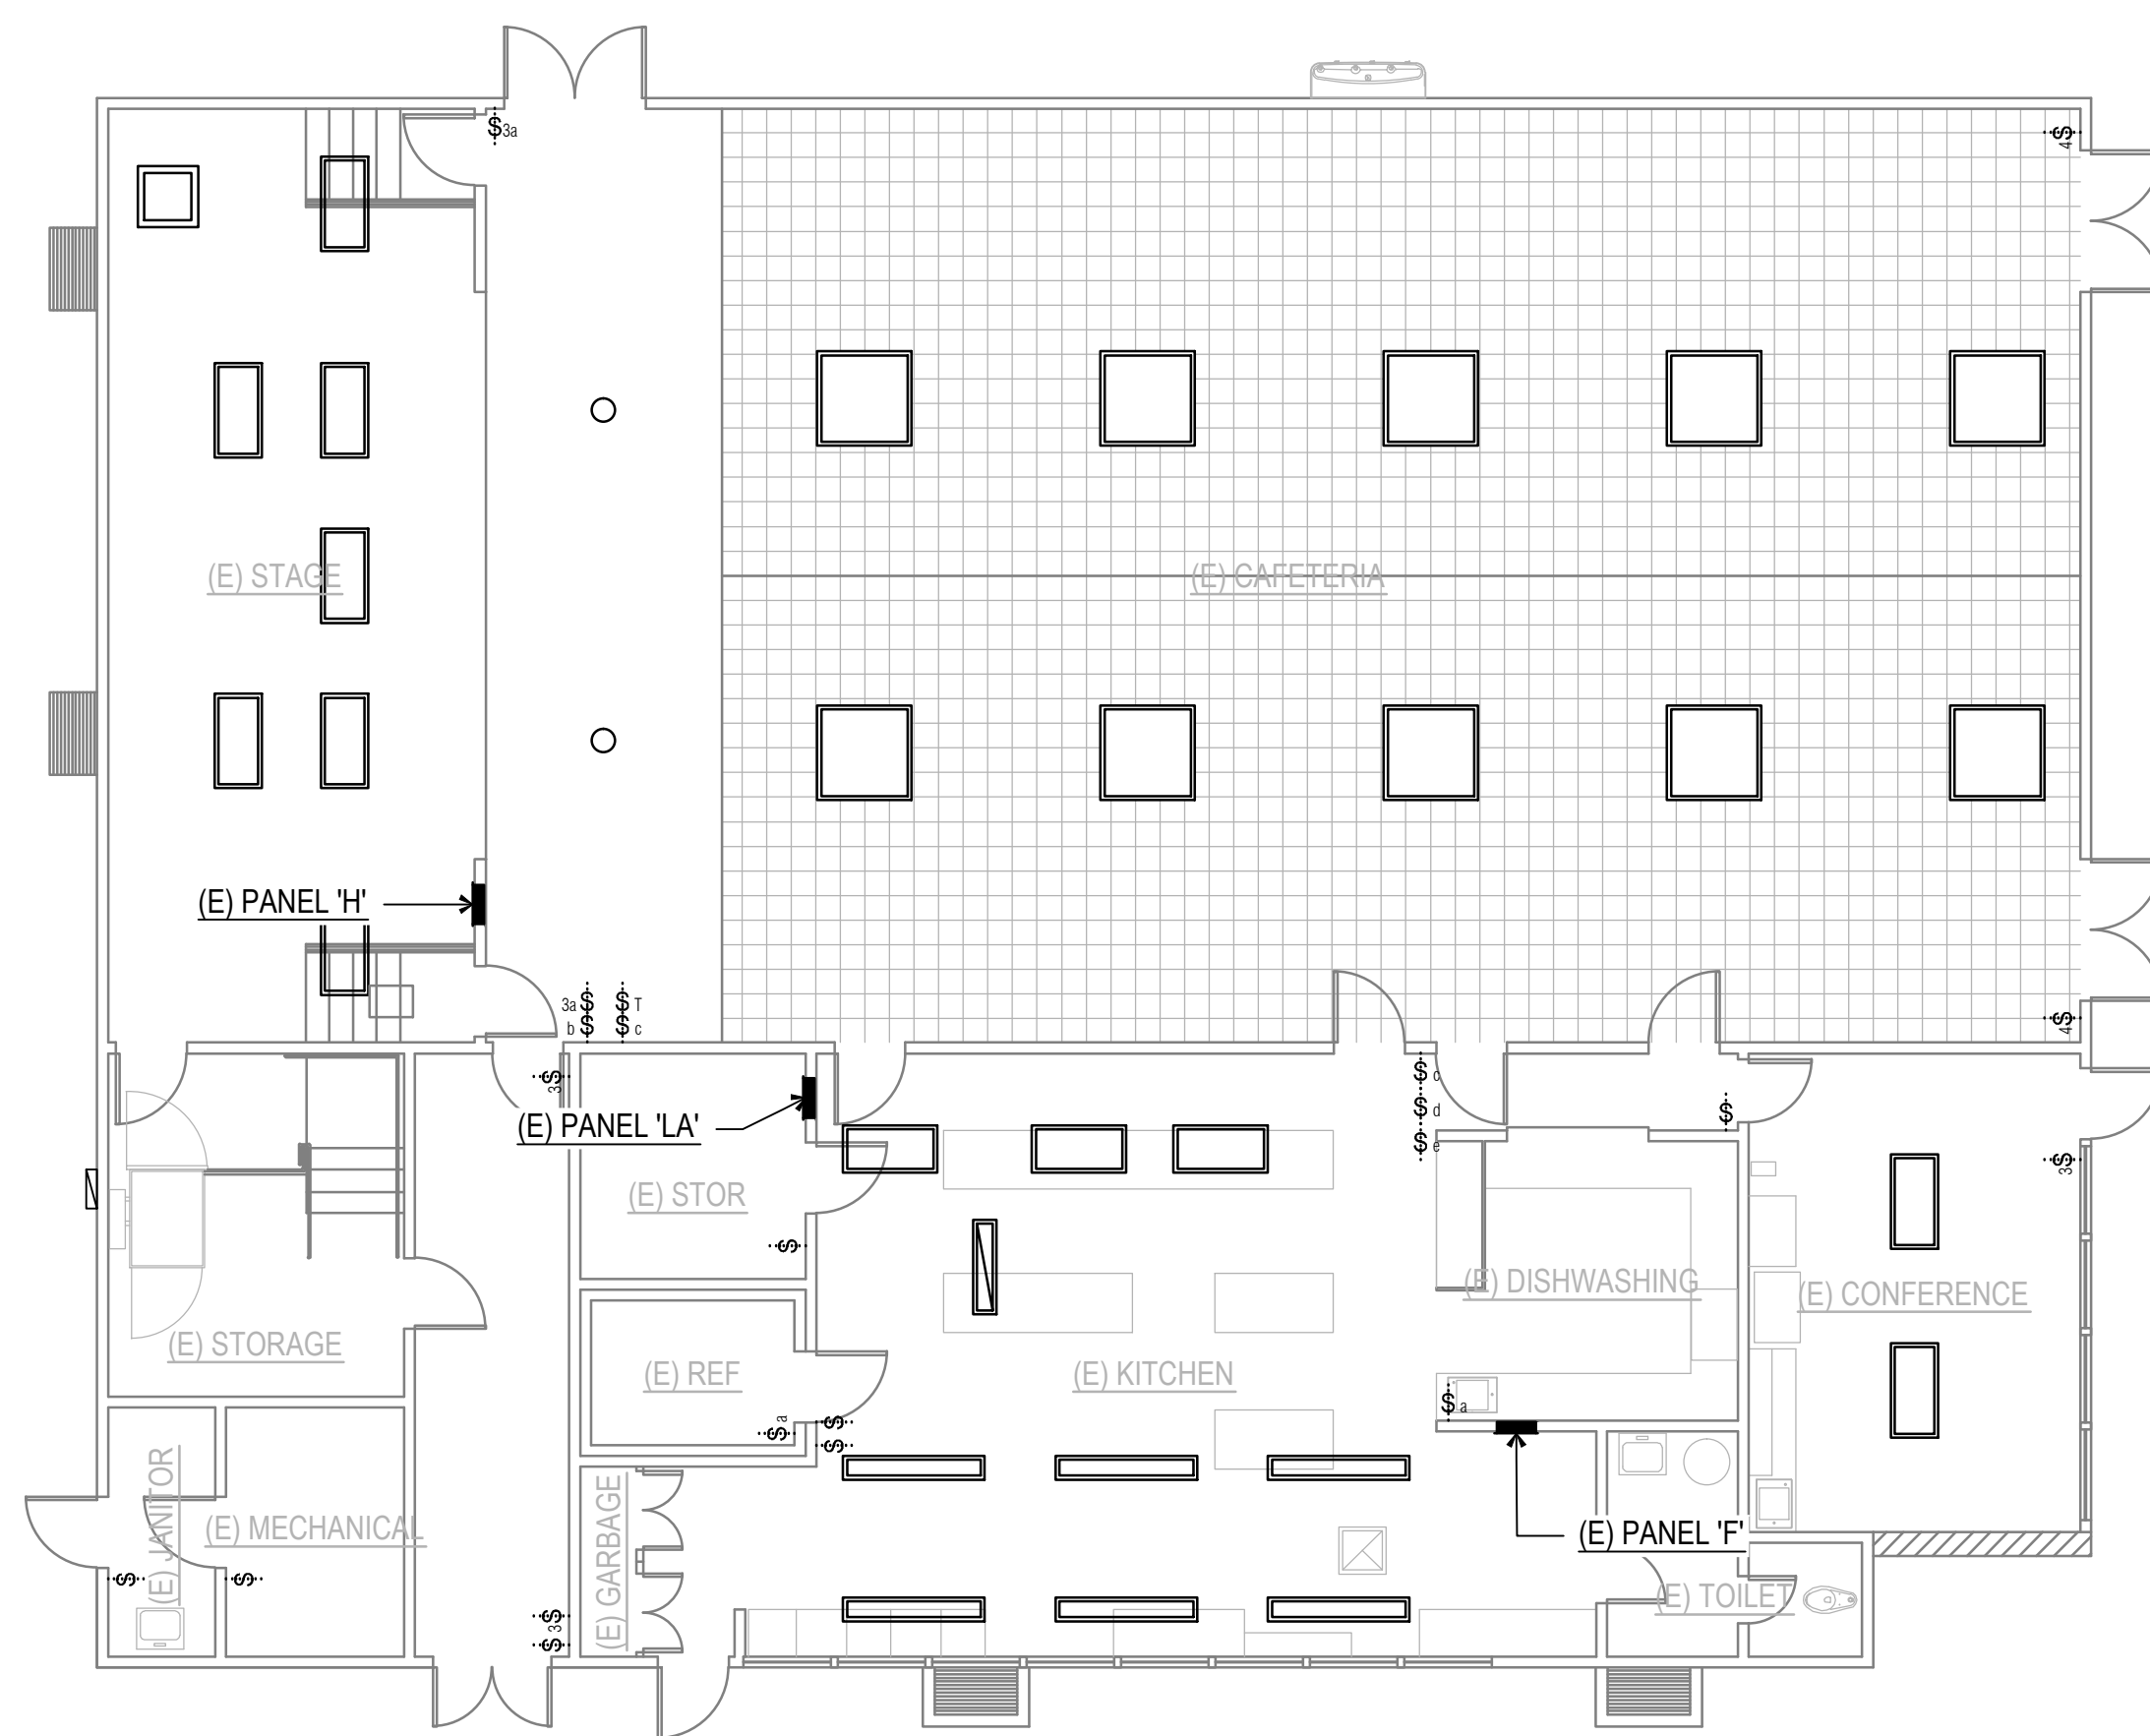 $3a
$4
(E) STAGE
(E) CAFETERIA
(E) PANEL 'H'
3a$ $T
b$ $c
$4
$3
$c
(E) PANEL 'LA'
$d
$
$e
$3
(E) STOR
$
(E) DISHWASHING
(E) CONFERENCE
(E) STORAGE
(E) REF
(E) KITCHEN
$a
$a
$
$
(E) JANITOR
(E) MECHANICAL
(E) GARBAGE
(E) PANEL 'F'
$
$
(E) TOILET
$3
$